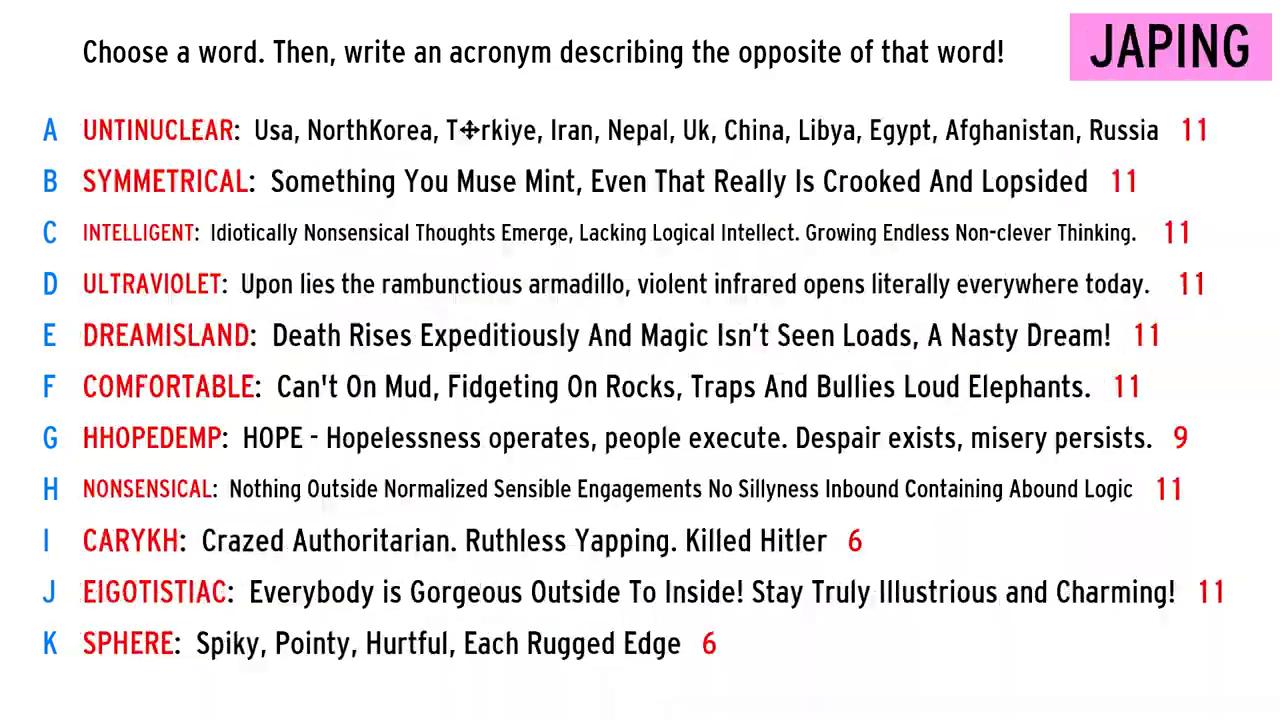 Choose a word. Then, write an acronym describing the opposite of that word!
JAPING
A UNTINUCLEAR: Usa, NorthKorea, T✥rkiye, Iran, Nepal, Uk, China, Libya, Egypt, Afghanistan, Russia 11
B SYMMETRICAL: Something You Muse Mint, Even That Really Is Crooked And Lopsided 11
C INTELLIGENT: Idiotically Nonsensical Thoughts Emerge, Lacking Logical Intellect. Growing Endless Non-clever Thinking. 11
D ULTRAVIOLET: Upon lies the rambunctious armadillo, violent infrared opens literally everywhere today. 11
E DREAMISLAND: Death Rises Expeditiously And Magic Isn’t Seen Loads, A Nasty Dream! 11
F COMFORTABLE: Can't On Mud, Fidgeting On Rocks, Traps And Bullies Loud Elephants. 11
G HHOPEDEMP: HOPE - Hopelessness operates, people execute. Despair exists, misery persists. 9
H NONSENSICAL: Nothing Outside Normalized Sensible Engagements No Sillyness Inbound Containing Abound Logic 11
I CARYKH: Crazed Authoritarian. Ruthless Yapping. Killed Hitler 6
J EIGOTISTIAC: Everybody is Gorgeous Outside To Inside! Stay Truly Illustrious and Charming! 11
K SPHERE: Spiky, Pointy, Hurtful, Each Rugged Edge 6